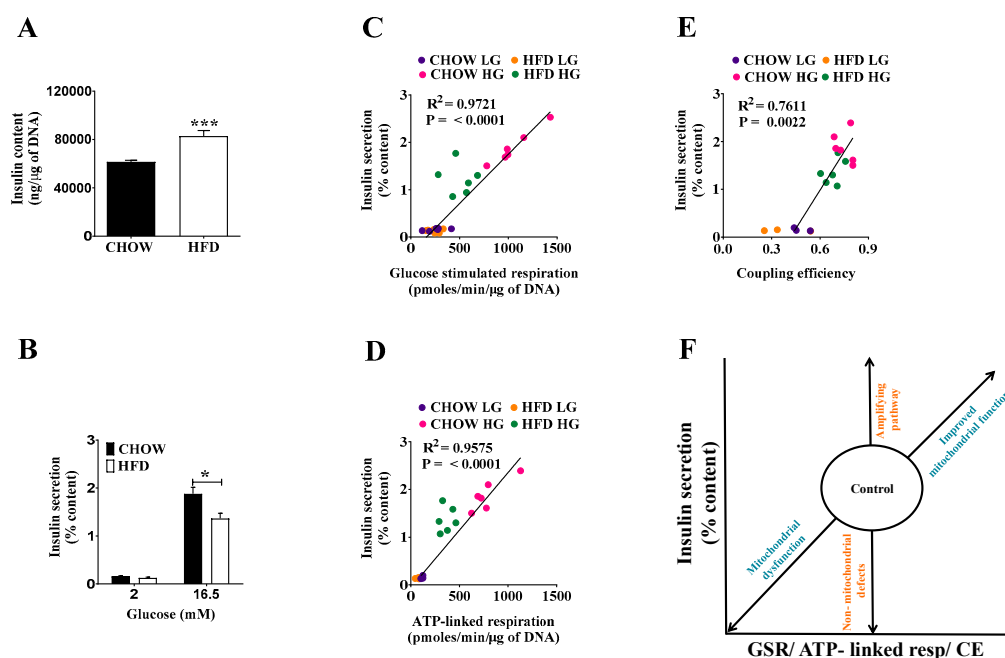 A
Insulin content
(ng/µg of DNA)
120000
80000
40000
0
***
CHOW
HFD
B
Insulin secretion
(% content)
3
2
1
0
CHOW
HFD
*
2
16.5
Glucose (mM)
C
CHOW LG
HFD LG
CHOW HG
HFD HG
Insulin secretion
(% content)
3
2
1
0
R² = 0.9721
P = < 0.0001
0
500
1000
1500
Glucose stimulated respiration
(pmoles/min/µg of DNA)
D
CHOW LG
HFD LG
CHOW HG
HFD HG
Insulin secretion
(% content)
3
2
1
0
R² = 0.9575
P = < 0.0001
0
500
1000
1500
ATP-linked respiration
(pmoles/min/µg of DNA)
E
CHOW LG
HFD LG
CHOW HG
HFD HG
Insulin secretion
(% content)
3
2
1
0
R² = 0.7611
P = 0.0022
0.0
0.3
0.6
0.9
Coupling efficiency
F
Insulin secretion
(% content)
Amplifying
pathway
Improved
mitochondrial function
Control
Mitochondrial
dysfunction
Non- mitochondrial
defects
GSR/ ATP- linked resp/ CE